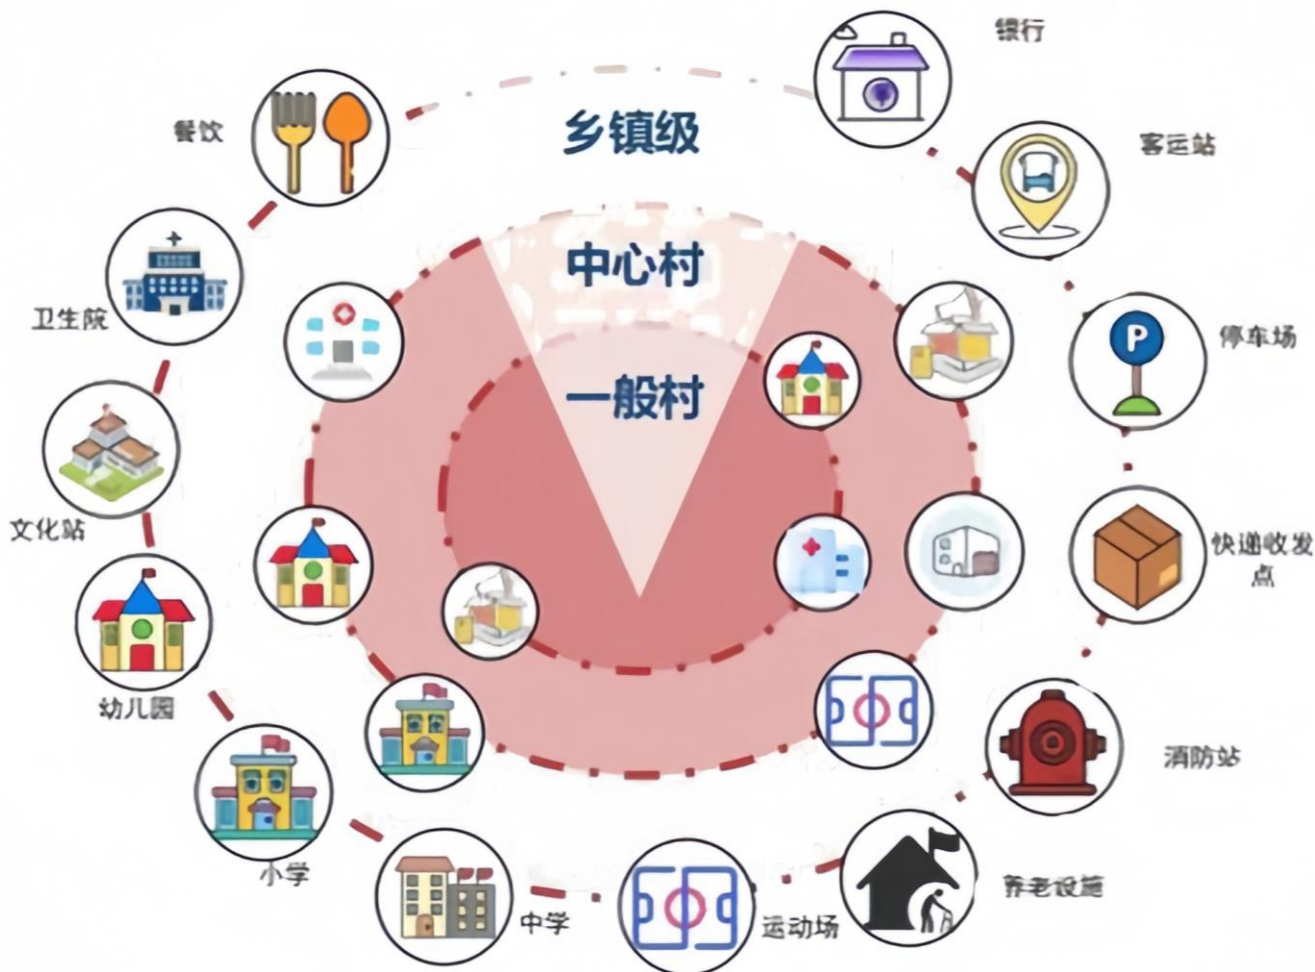 银行
餐饮
乡镇级
客运站
中心村
卫生院
停车场
一般村
P
文化站
快递收发
点
幼儿园
消防站
小学
养老设施
中学
运动场